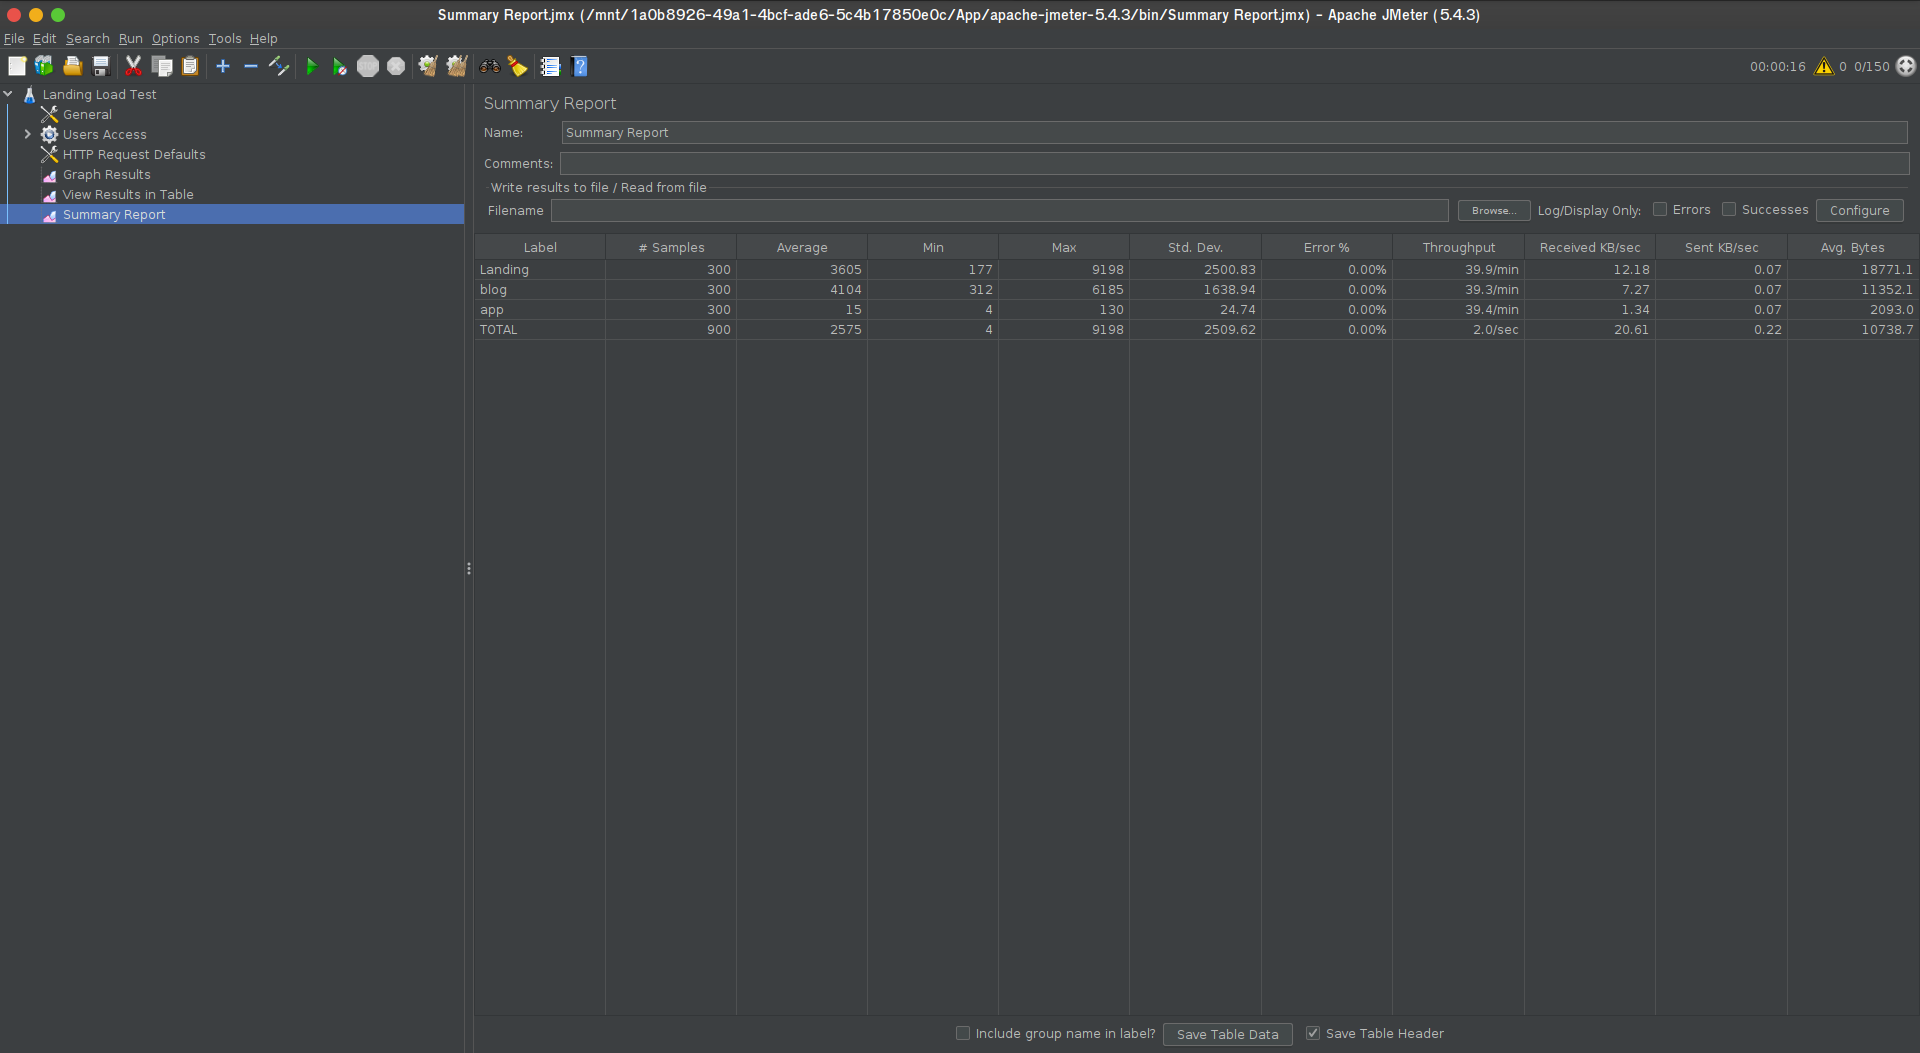 Summary Report.jmx (/mnt/1a0b8926-49a1-4bcf-ade6-5c4b17850e0c/App/apache-jmeter-5.4.3/bin/Summary Report.jmx) - Apache JMeter (5.4.3)
File Edit Search Run Options Tools Help
STOP 00:00:16 0 0/150
Landing Load Test
General
Users Access
HTTP Request Defaults
Graph Results
View Results in Table
Summary Report
Summary Report
Name: Summary Report
Comments:
Write results to file / Read from file
Filename Browse... Log/Display Only: Errors Successes Configure
Label # Samples Average Min Max Std. Dev. Error % Throughput Received KB/sec Sent KB/sec Avg. Bytes
Landing 300 3605 177 9198 2500.83 0.00% 39.9/min 12.18 0.07 18771.1
blog 300 4104 312 6185 1638.94 0.00% 39.3/min 7.27 0.07 11352.1
app 300 15 4 130 24.74 0.00% 39.4/min 1.34 0.07 2093.0
TOTAL 900 2575 4 9198 2509.62 0.00% 2.0/sec 20.61 0.22 10738.7
Include group name in label? Save Table Data Save Table Header